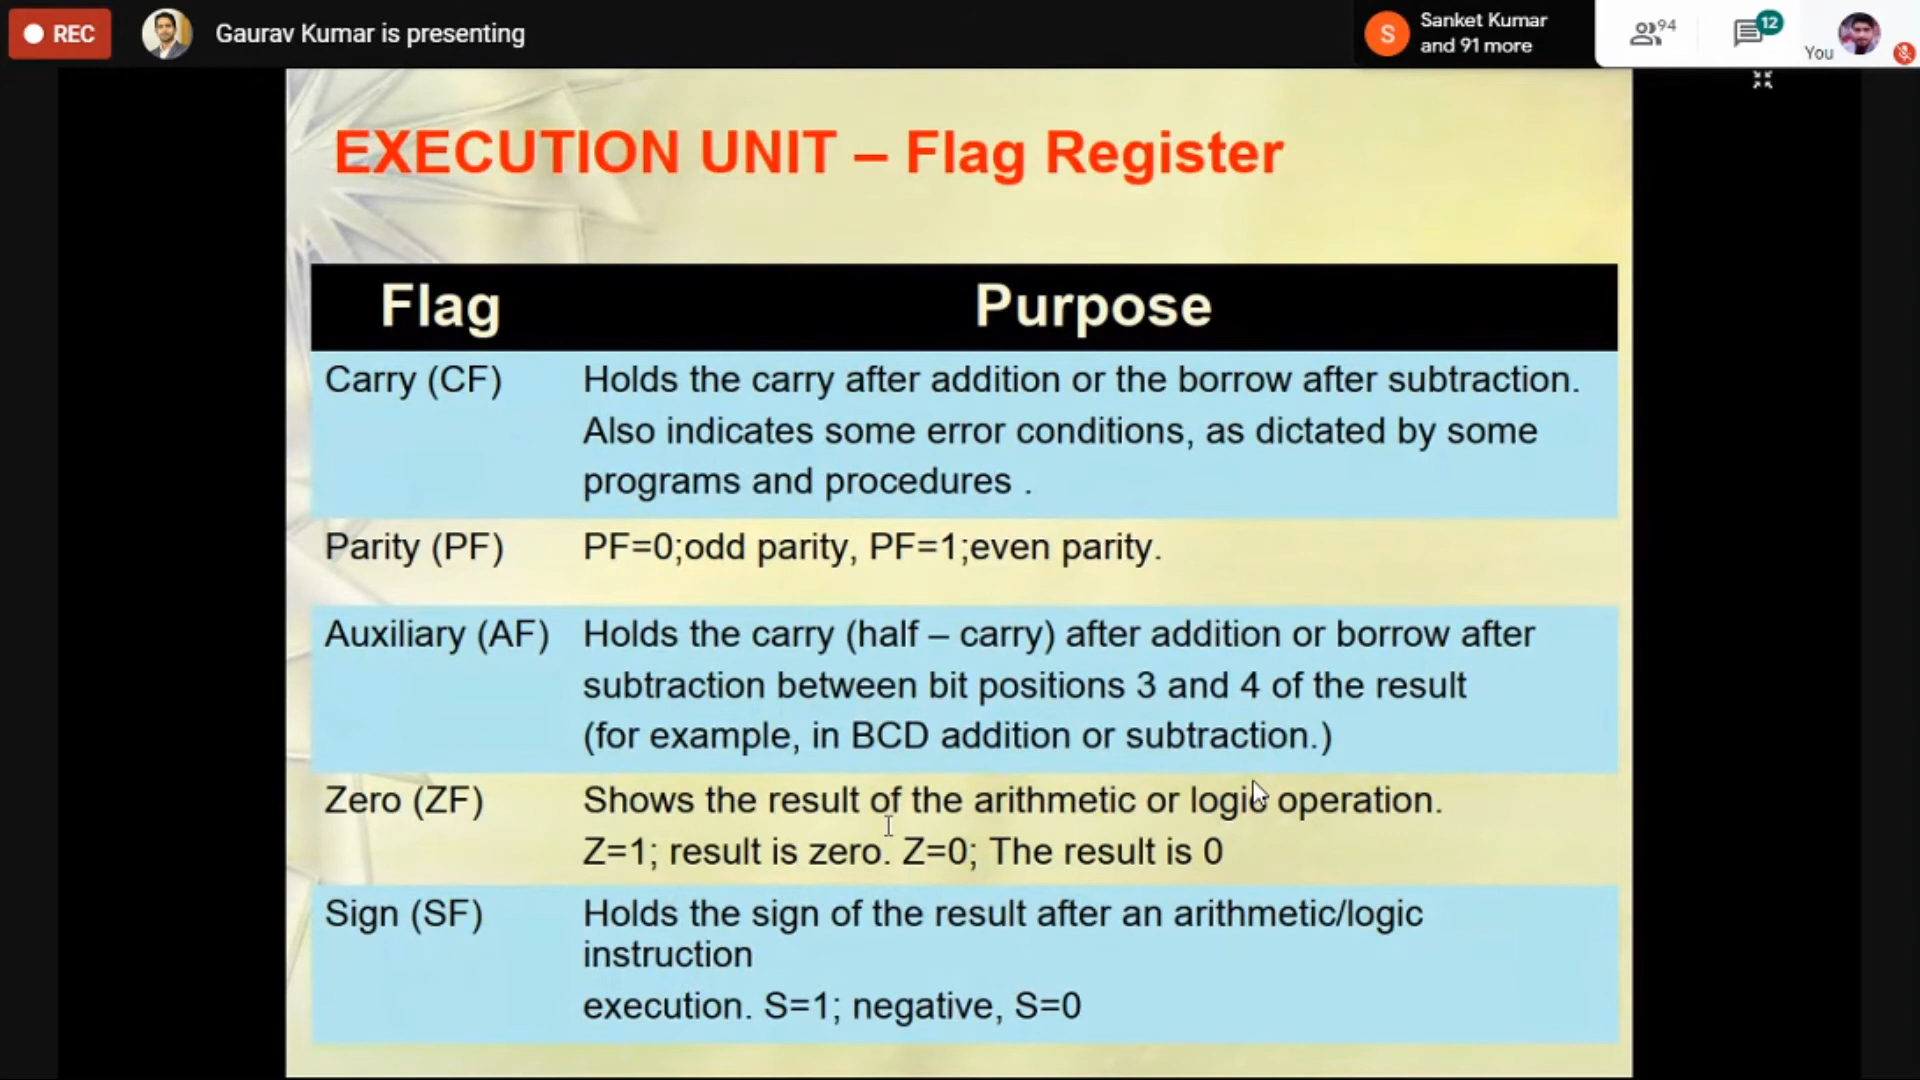 REC
Gaurav Kumar is presenting
S
Sanket Kumar
and 91 more
94
12
You
EXECUTION UNIT – Flag Register
Flag Purpose
Carry (CF) Holds the carry after addition or the borrow after subtraction.
Also indicates some error conditions, as dictated by some
programs and procedures .
Parity (PF) PF=0;odd parity, PF=1;even parity.
Auxiliary (AF) Holds the carry (half – carry) after addition or borrow after
subtraction between bit positions 3 and 4 of the result
(for example, in BCD addition or subtraction.)
Zero (ZF) Shows the result of the arithmetic or logic operation.
Z=1; result is zero. Z=0; The result is 0
Sign (SF) Holds the sign of the result after an arithmetic/logic
instruction
execution. S=1; negative, S=0